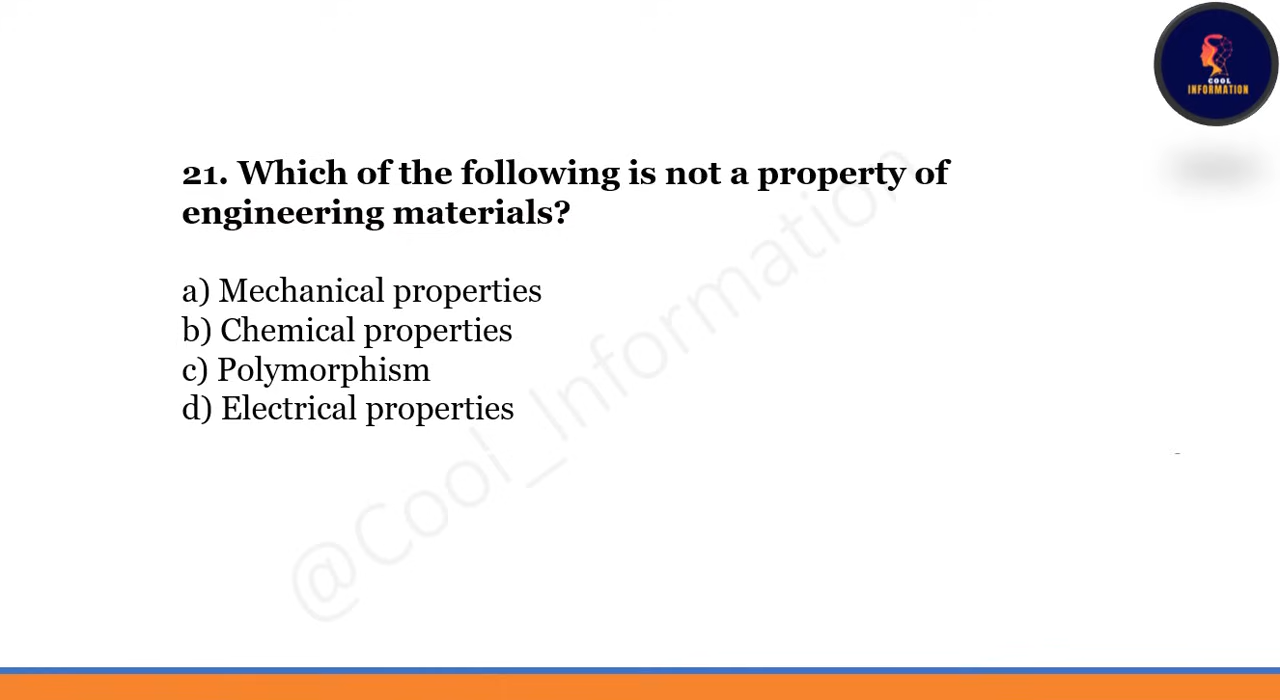 COOL
INFORMATION
21. Which of the following is not a property of
engineering materials?
a) Mechanical properties
b) Chemical properties
c) Polymorphism
d) Electrical properties
@Cool_Information